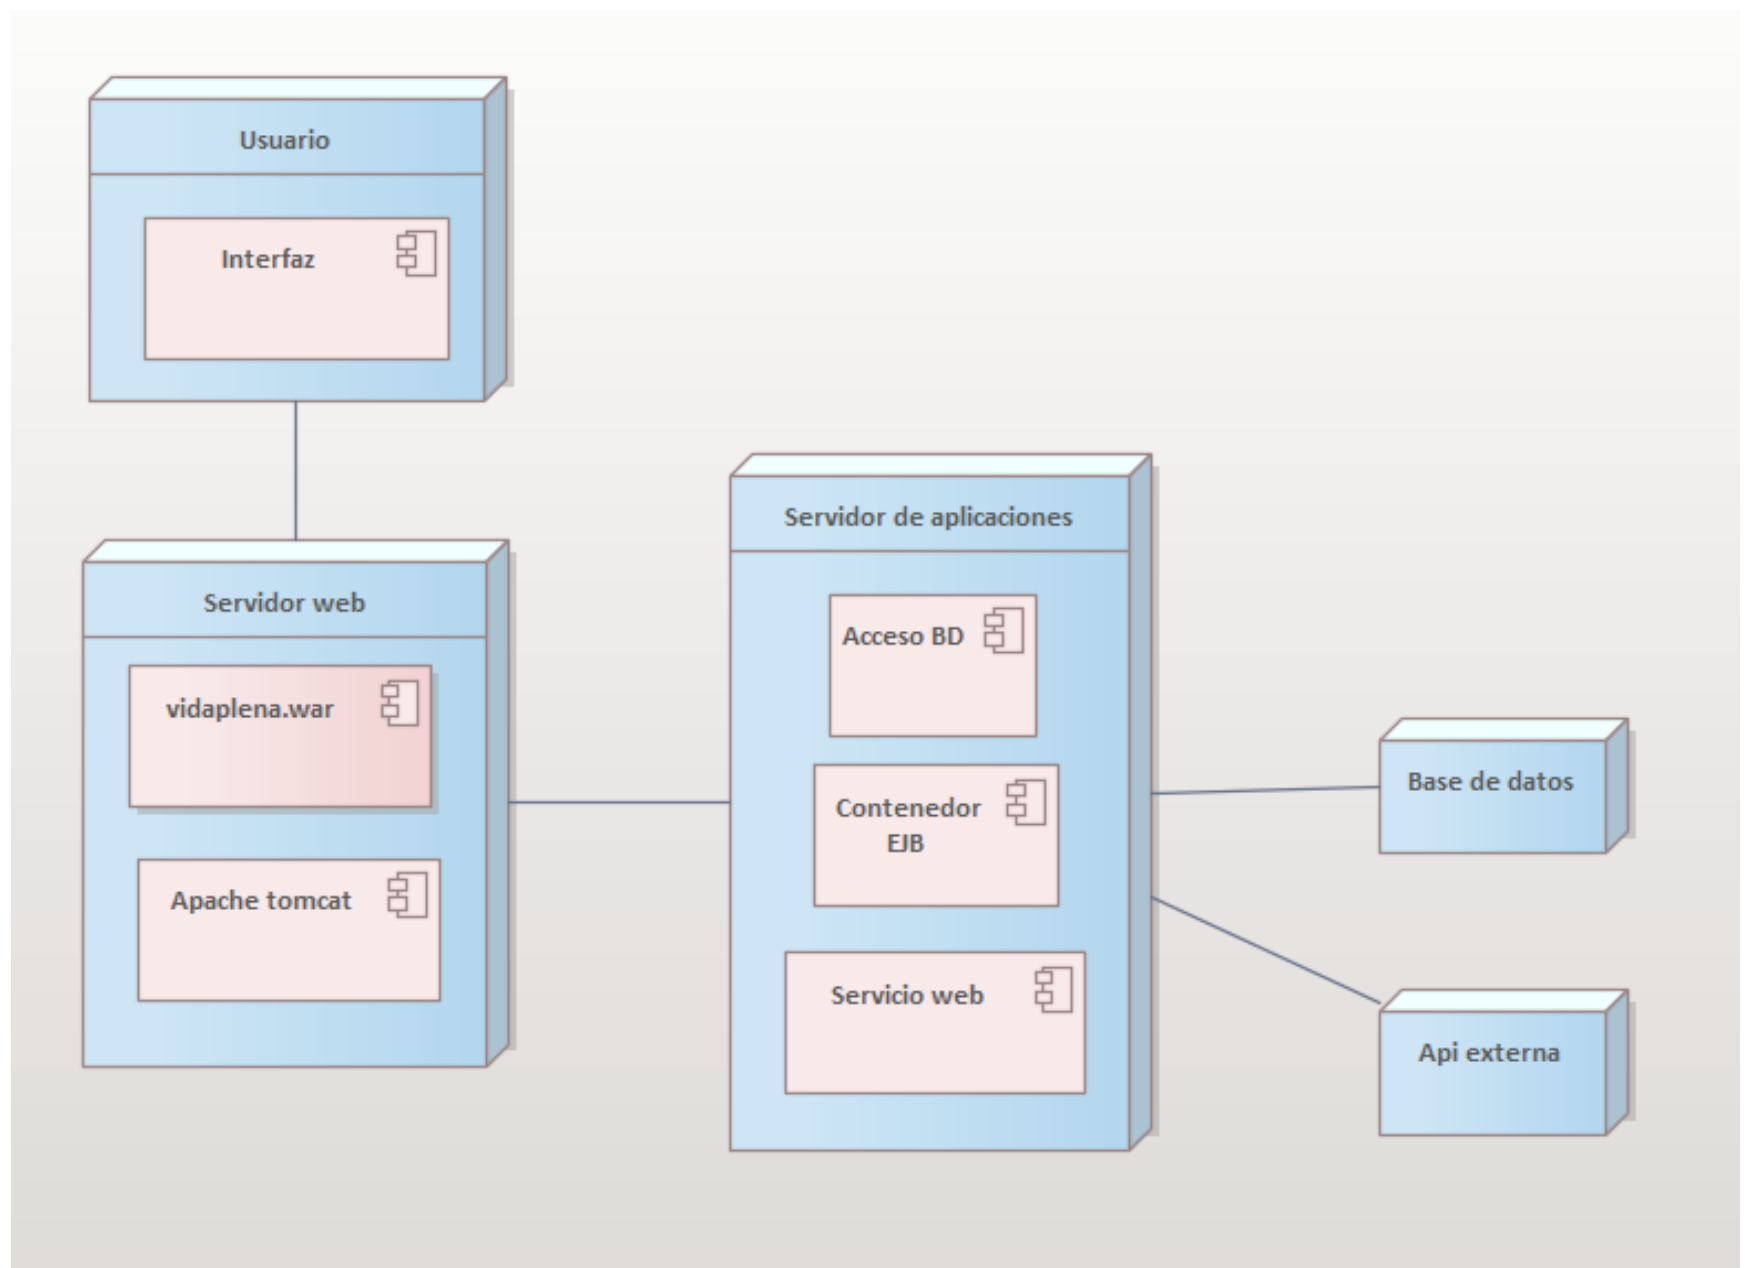 Usuario
Interfaz
Servidor web
vidaplena.war
Apache tomcat
Servidor de aplicaciones
Acceso BD
Contenedor
EJB
Servicio web
Base de datos
Api externa